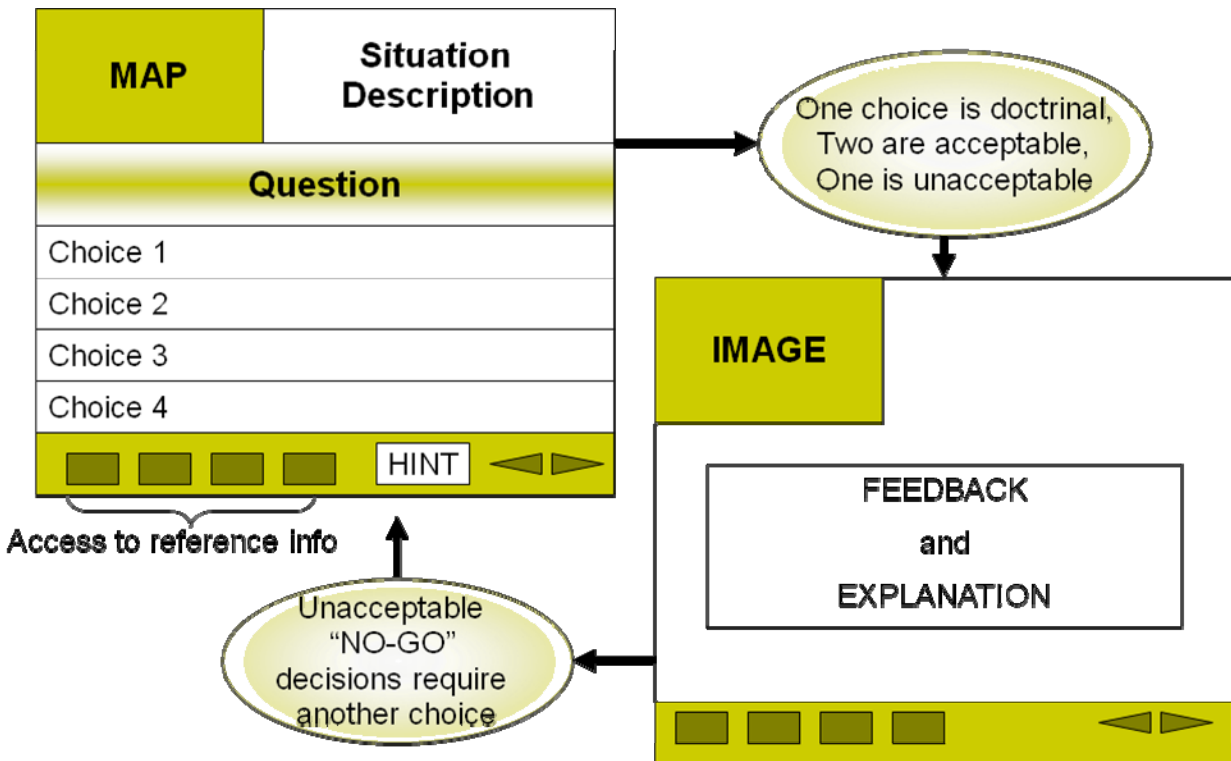 MAP
Situation
Description
Question
Choice 1
Choice 2
Choice 3
Choice 4
HINT
Access to reference info
One choice is doctrinal,
Two are acceptable,
One is unacceptable
IMAGE
FEEDBACK
and
EXPLANATION
Unacceptable
“NO-GO”
decisions require
another choice